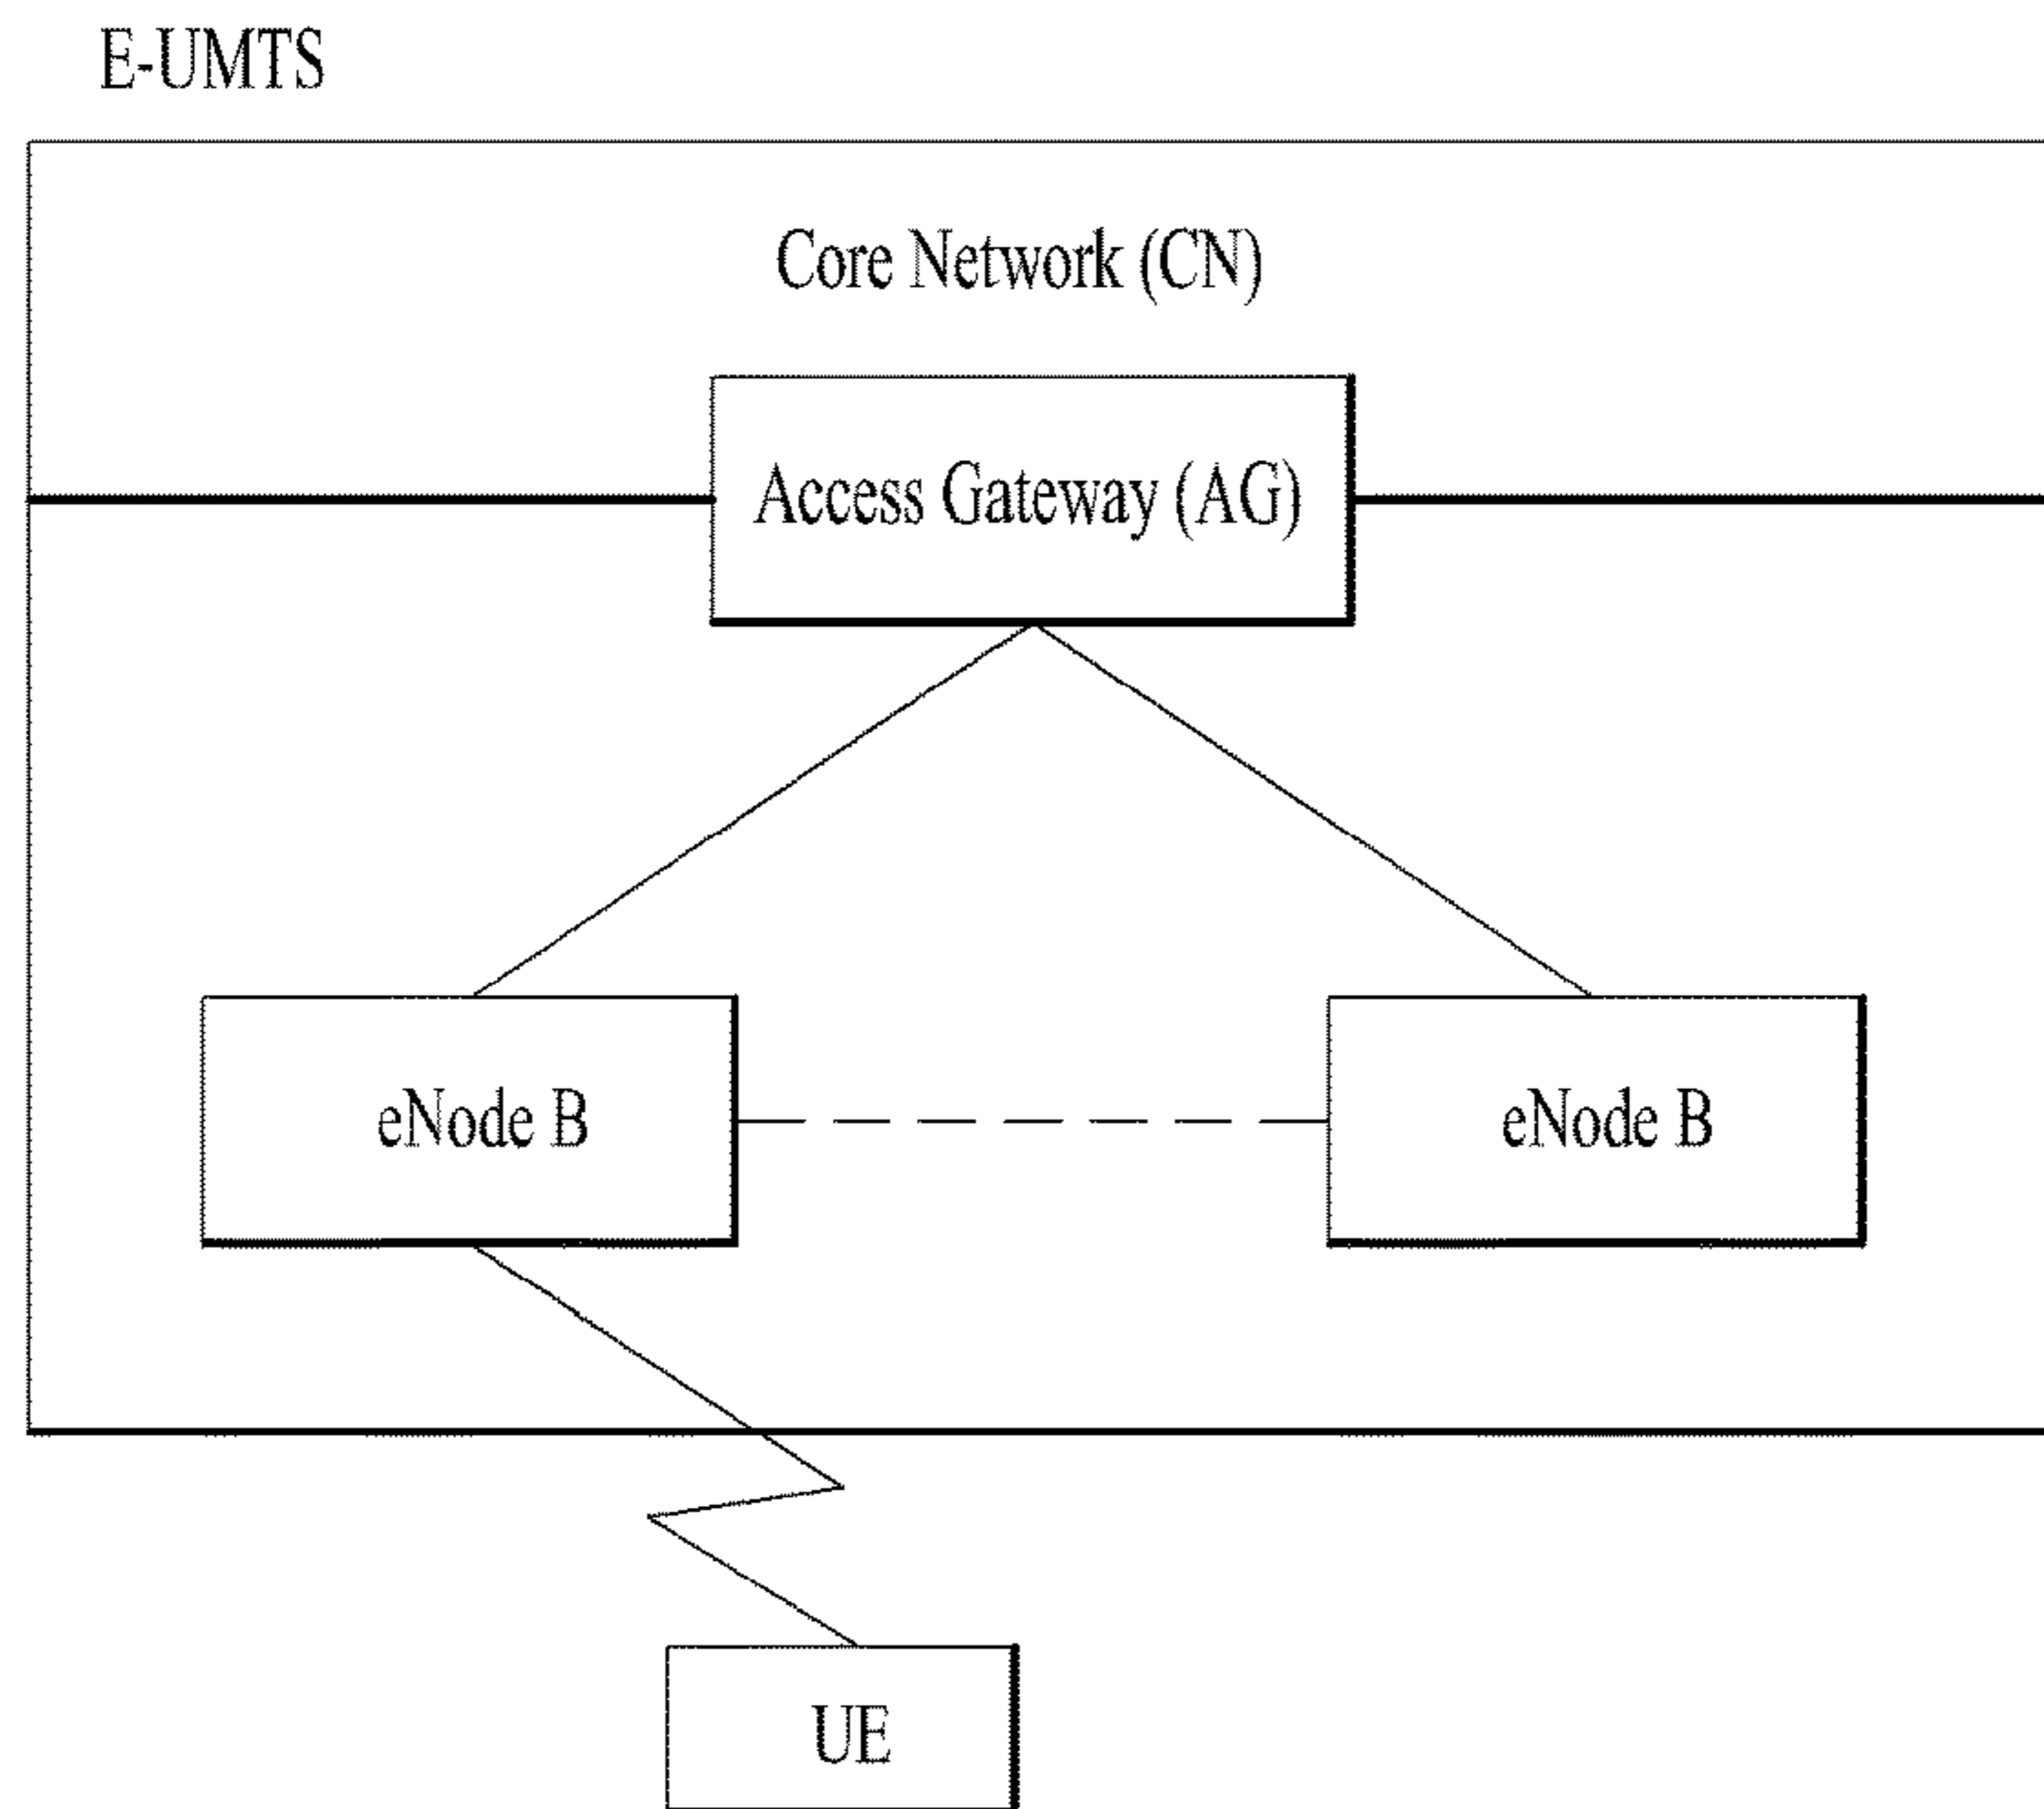 E-UMTS
Core Network (CN)
Access Gateway (AG)
eNode B
eNode B
UE